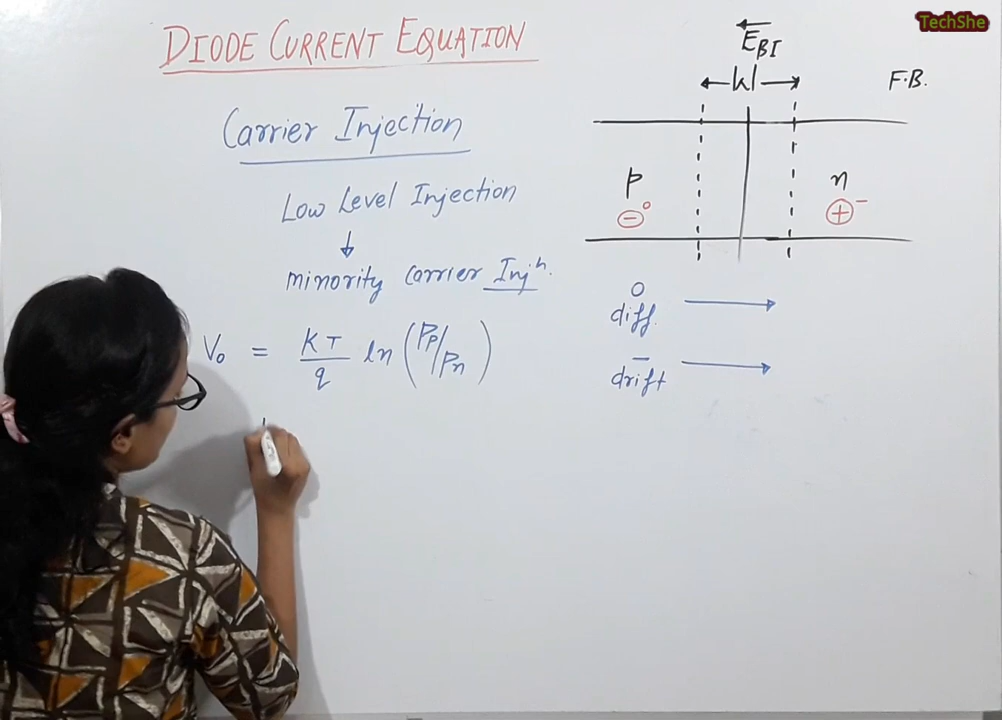 TechShe
DIODE CURRENT EQUATION
Carrier Injection
Low Level Injection
↓
minority carrier Injⁿ.
V₀ = KT/q ln (Pp/Pn)
←
E_BI
← W →
F.B.
p n
⊖° ⊕⁻
o
diff. →
−
drift →